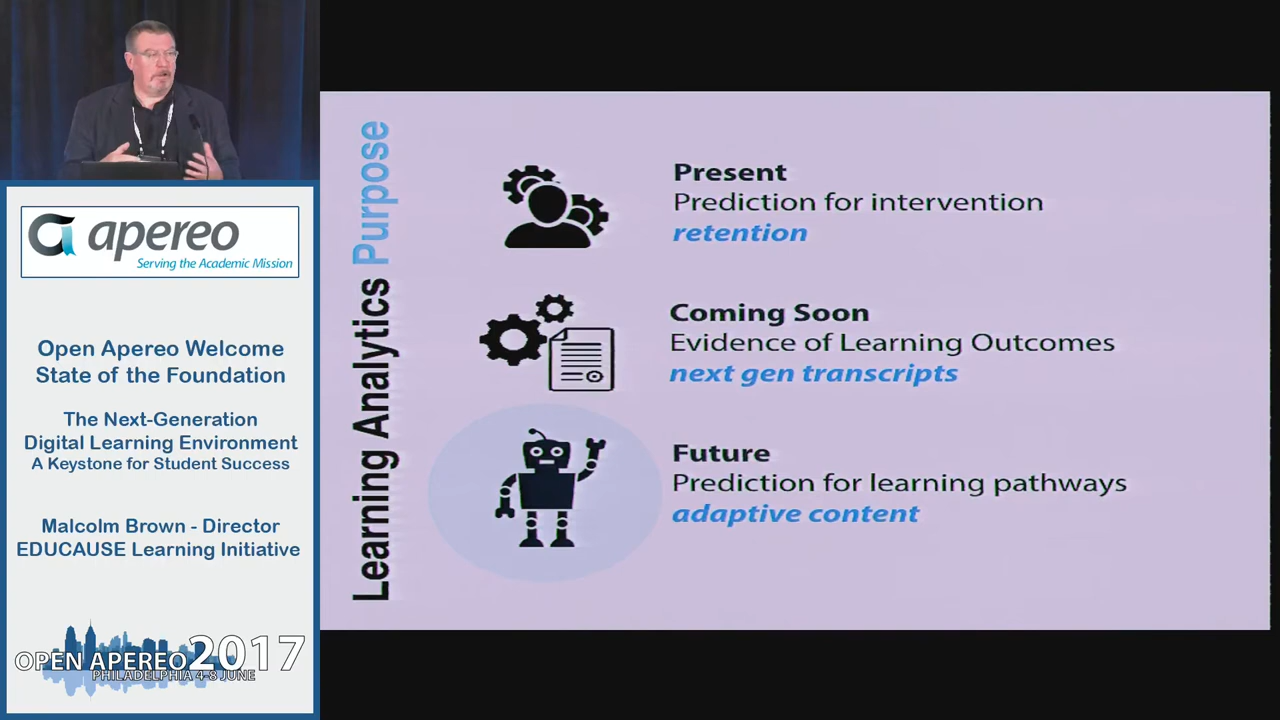 apereo
Serving the Academic Mission
Open Apereo Welcome
State of the Foundation
The Next-Generation
Digital Learning Environment
A Keystone for Student Success
Malcolm Brown - Director
EDUCAUSE Learning Initiative
OPEN APEREO 2017
PHILADELPHIA 4-8 JUNE
Learning Analytics Purpose
Present
Prediction for intervention
retention
Coming Soon
Evidence of Learning Outcomes
next gen transcripts
Future
Prediction for learning pathways
adaptive content